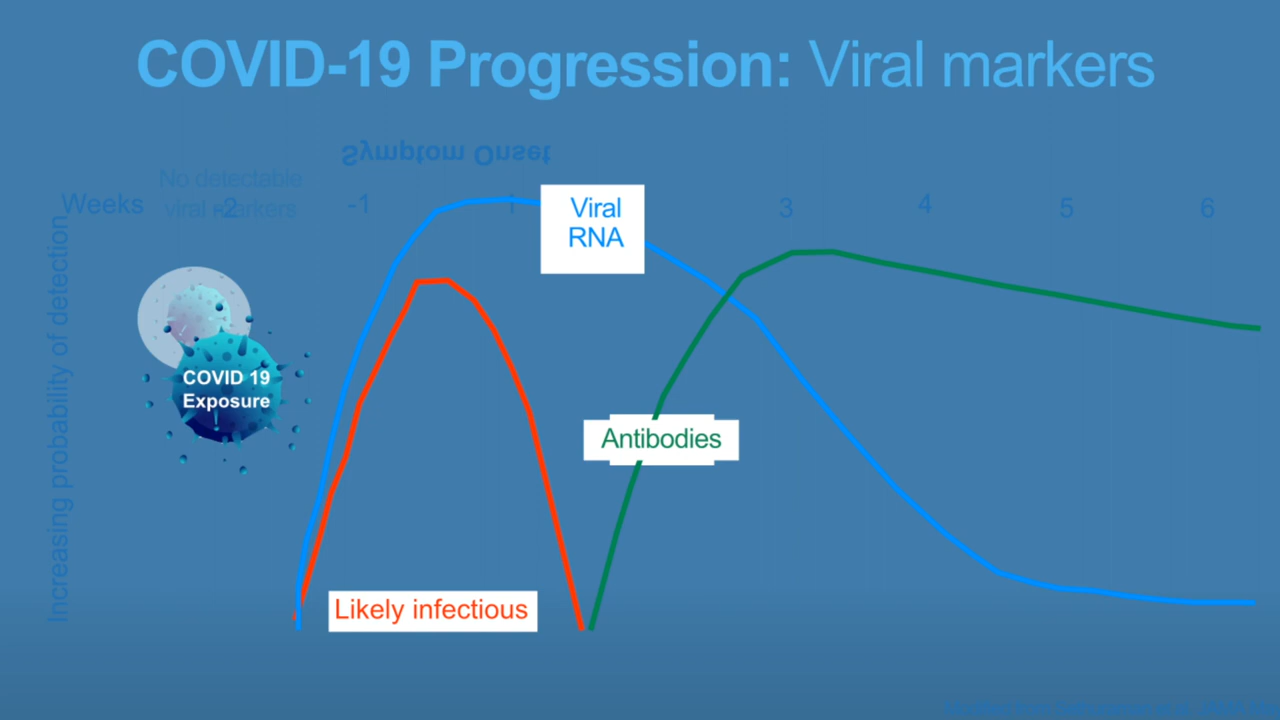 COVID-19 Progression: Viral markers
Symptom Onset
No detectable
viral markers
Weeks -2 -1 1 3 4 5 6
Increasing probability of detection
Viral
RNA
COVID 19
Exposure
Antibodies
Likely infectious